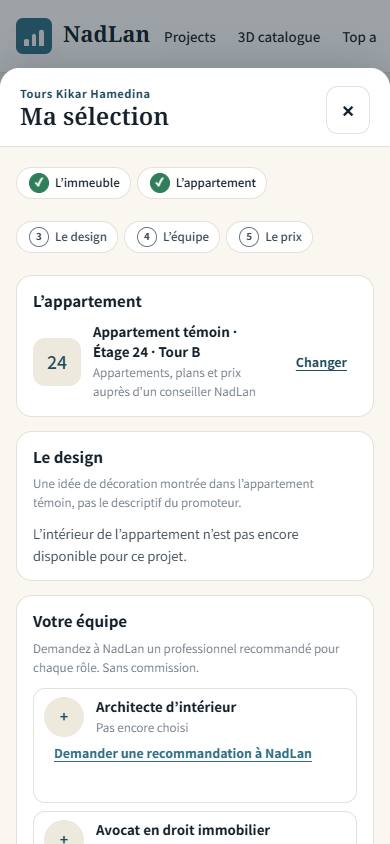 NadLan Projects 3D catalogue Top a
Tours Kikar Hamedina
Ma sélection
✕
✓ L’immeuble ✓ L’appartement
3 Le design 4 L’équipe 5 Le prix
L’appartement
24
Appartement témoin ·
Étage 24 · Tour B
Appartements, plans et prix
auprès d’un conseiller NadLan
Changer
Le design
Une idée de décoration montrée dans l’appartement
témoin, pas le descriptif du promoteur.
L’intérieur de l’appartement n’est pas encore
disponible pour ce projet.
Votre équipe
Demandez à NadLan un professionnel recommandé pour
chaque rôle. Sans commission.
+ Architecte d’intérieur
Pas encore choisi
Demander une recommandation à NadLan
+ Avocat en droit immobilier